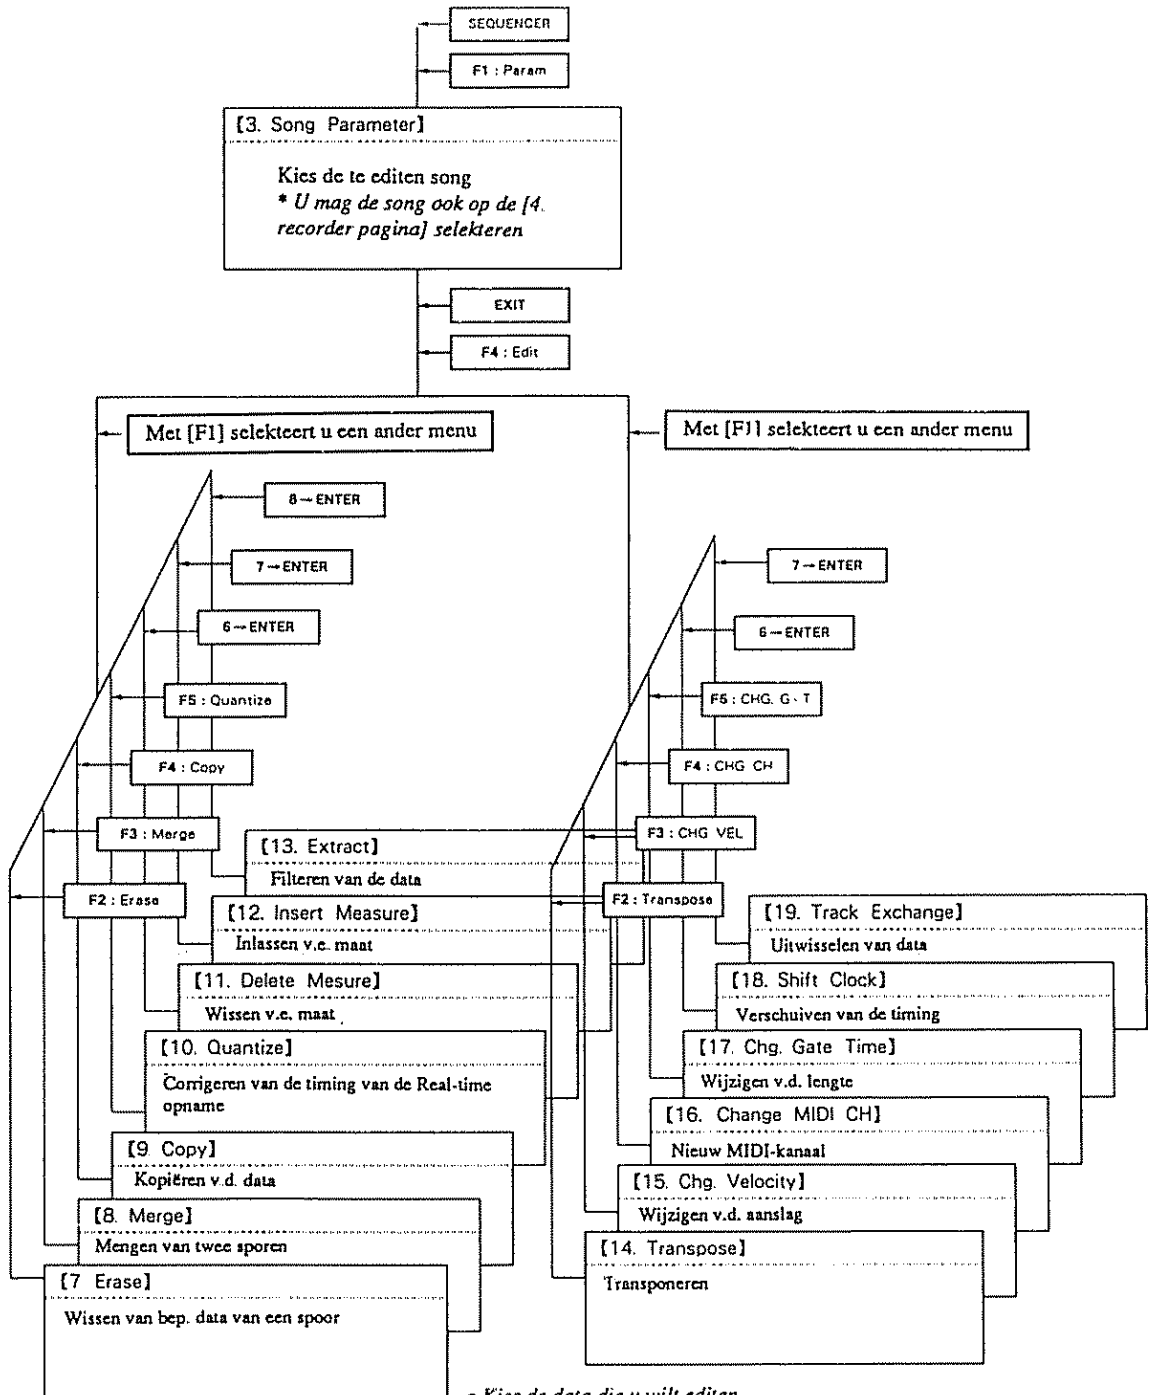 SEQUENCER
F1 : Param
[3. Song Parameter]
Kies de te editen song
* U mag de song ook op de [4.
recorder pagina] selekteren
EXIT
F4 : Edit
Met [F1] selekteert u een ander menu
Met [F1] selekteert u een ander menu
8→ENTER
7→ENTER
6→ENTER
F5 : Quantize
F4 : Copy
F3 : Merge
F2 : Erase
7→ENTER
6→ENTER
F5 : CHG. G·T
F4 : CHG CH
F3 : CHG VEL
F2 : Transpose
[13. Extract]
Filteren van de data
[12. Insert Measure]
Inlassen v.e. maat
[11. Delete Mesure]
Wissen v.e. maat
[10. Quantize]
Corrigeren van de timing van de Real-time
opname
[9. Copy]
Kopiëren v.d. data
[8. Merge]
Mengen van twee sporen
[7 Erase]
Wissen van bep. data van een spoor
[19. Track Exchange]
Uitwisselen van data
[18. Shift Clock]
Verschuiven van de timing
[17. Chg. Gate Time]
Wijzigen v.d. lengte
[16. Change MIDI CH]
Nieuw MIDI-kanaal
[15. Chg. Velocity]
Wijzigen v.d. aanslag
[14. Transpose]
Transponeren
Kies de data die u wilt editen